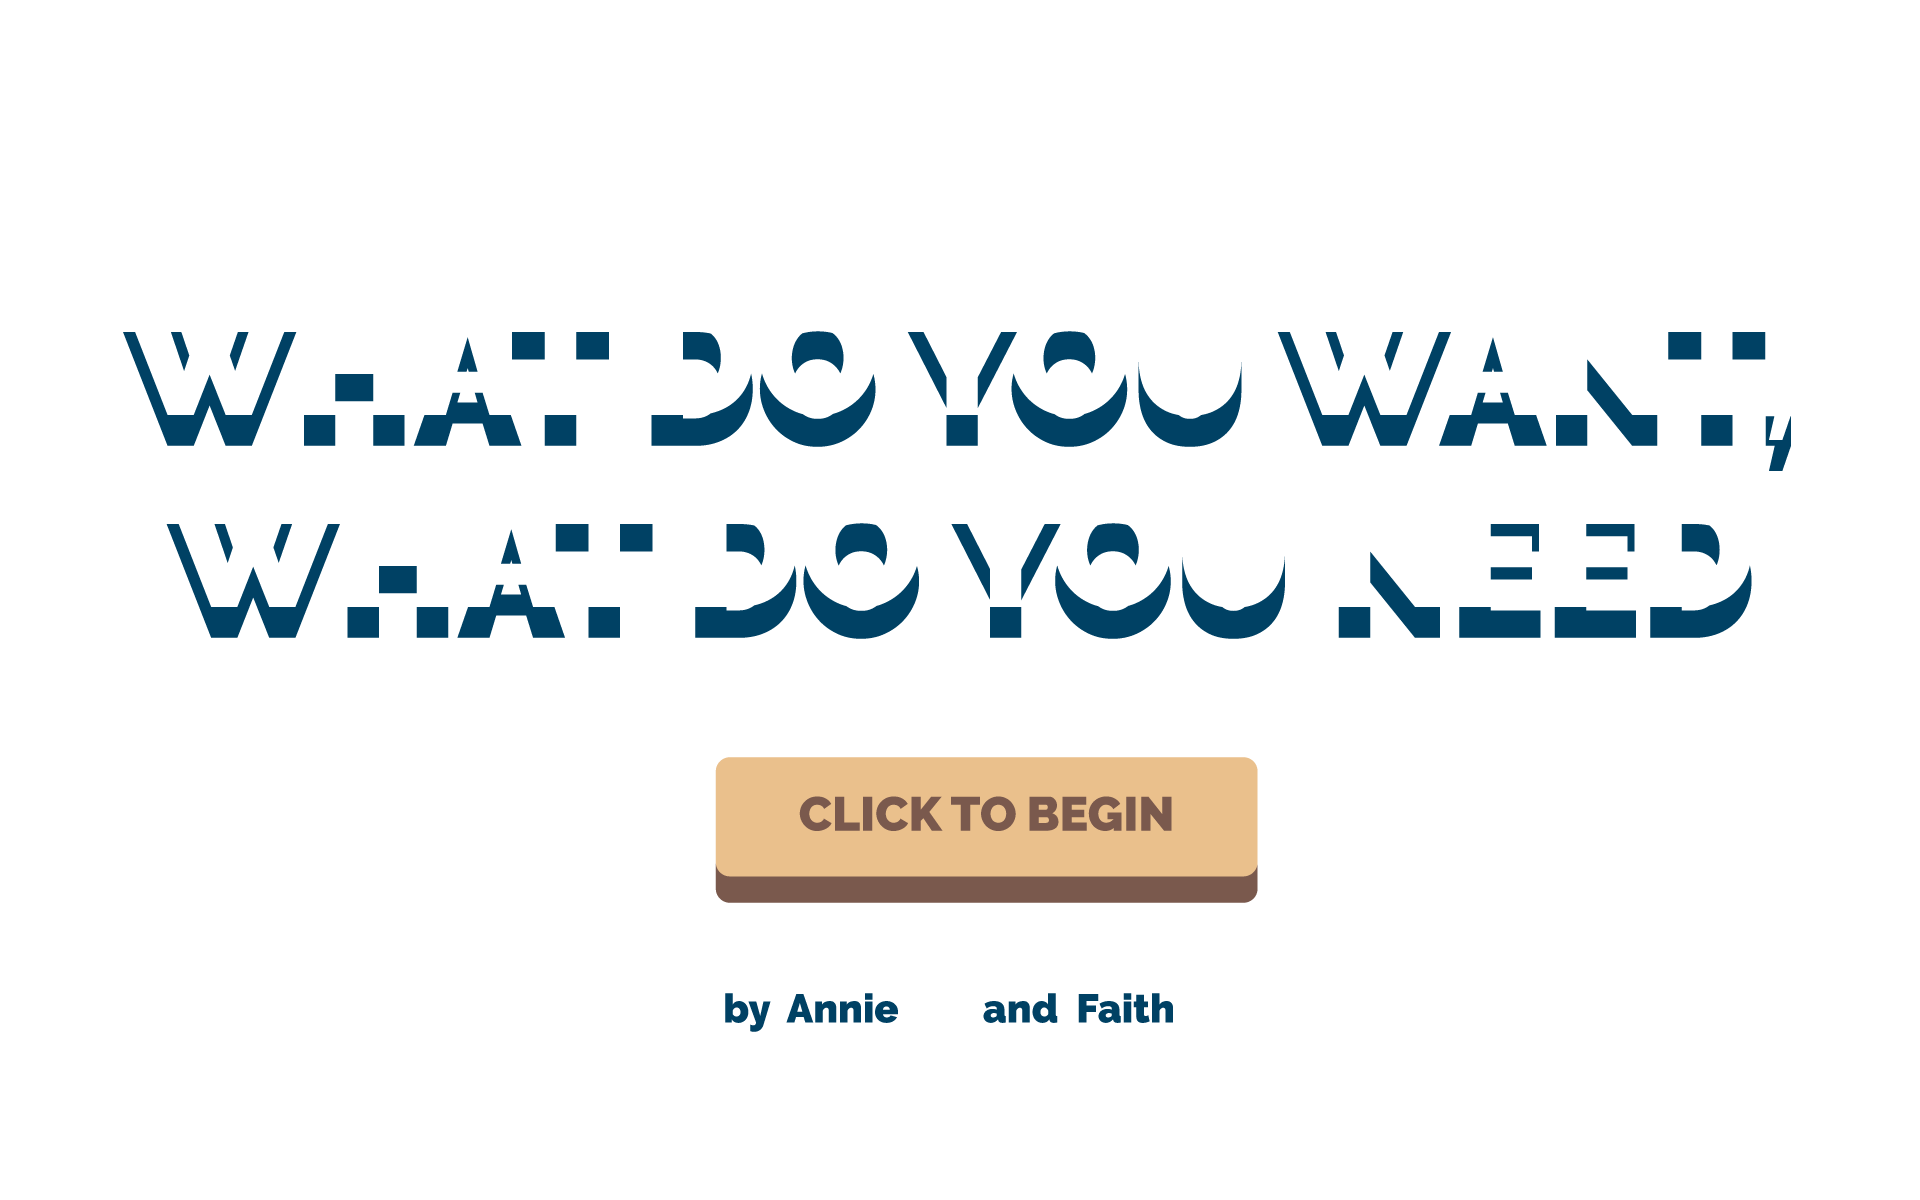 WHAT DO YOU WANT,
WHAT DO YOU NEED
CLICK TO BEGIN
by Annie and Faith